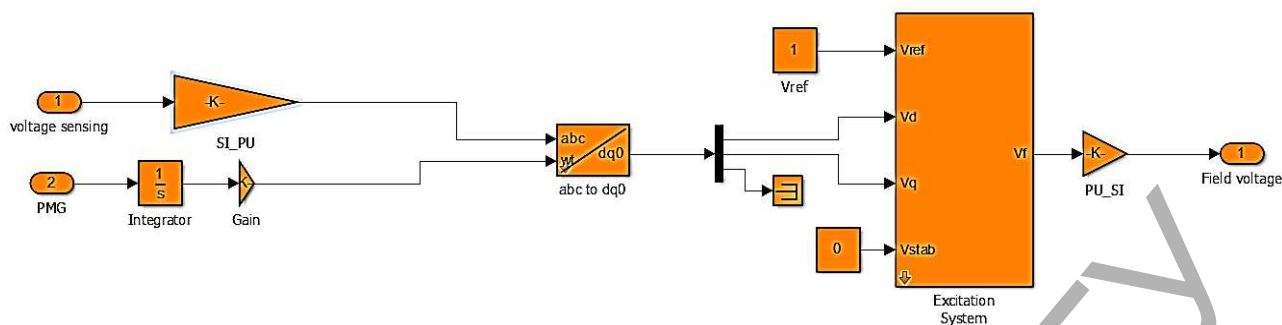 1
voltage sensing
-K-
SI_PU
2
PMG
1
s
Integrator
K-
Gain
abc
wt
dq0
abc to dq0
1
Vref
0
Vref
Vd
Vq
Vstab
Vf
Excitation
System
-K-
PU_SI
1
Field voltage
y